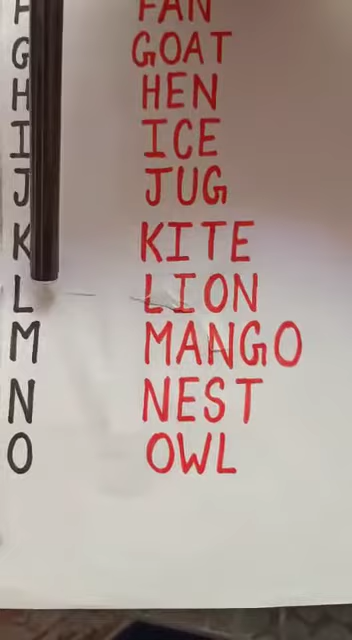 F FAN
G GOAT
H HEN
I ICE
J JUG
K KITE
L LION
M MANGO
N NEST
O OWL